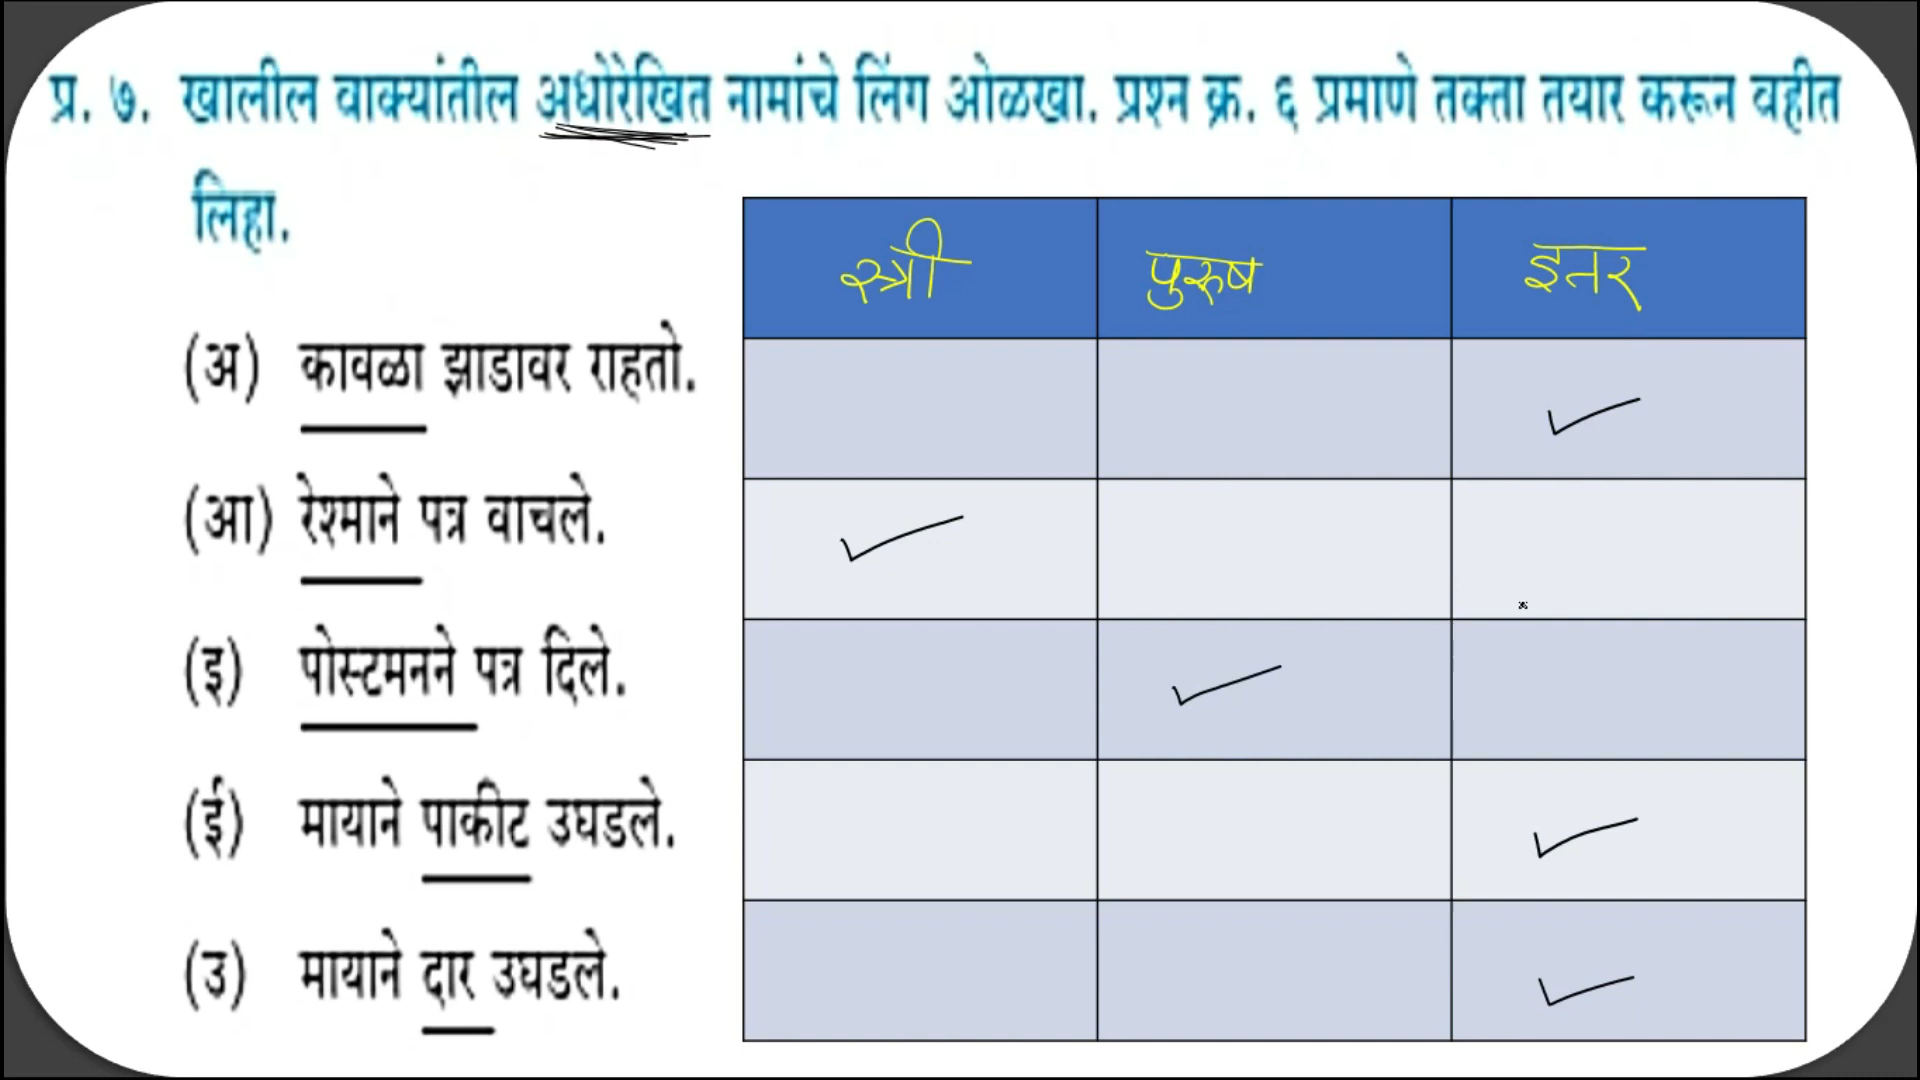 प्र. ७. खालील वाक्यांतील अधोरेखित नामांचे लिंग ओळखा. प्रश्न क्र. ६ प्रमाणे तक्ता तयार करून वहीत
लिहा.
स्त्री पुरुष इतर
(अ) कावळा झाडावर राहतो.
(आ) रेश्माने पत्र वाचले.
(इ) पोस्टमनने पत्र दिले.
(ई) मायाने पाकीट उघडले.
(उ) मायाने दार उघडले.